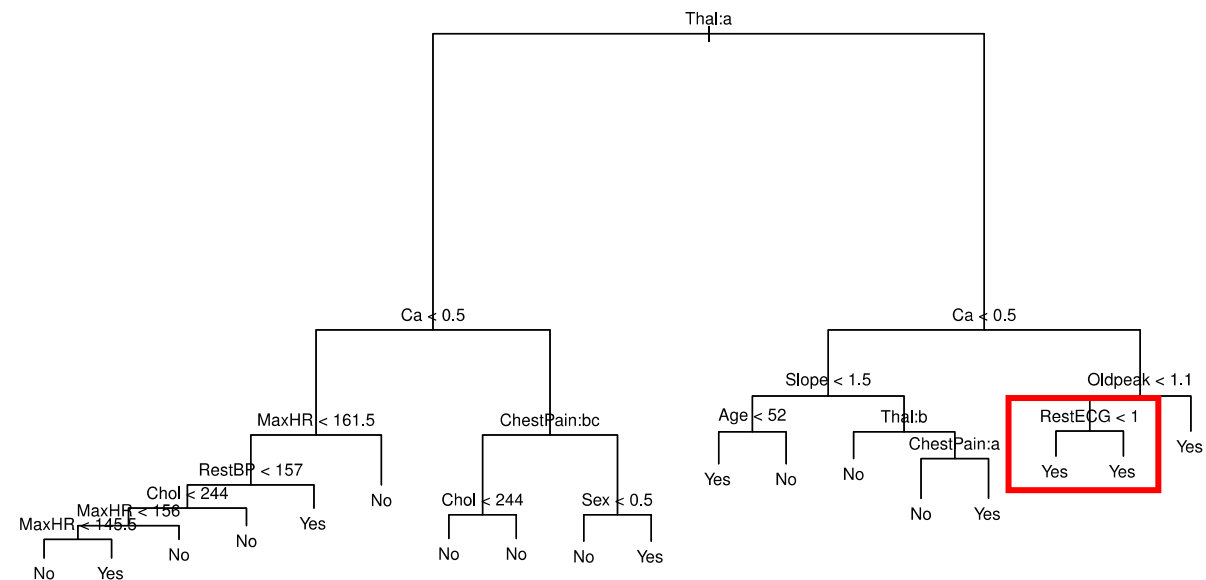 Thal:a
Ca < 0.5
Ca < 0.5
Slope < 1.5
Oldpeak < 1.1
MaxHR < 161.5
ChestPain:bc
Age < 52
Thal:b
RestECG < 1
ChestPain:a
Yes
RestBP < 157
Yes
No
No
Yes
Yes
Chol < 244
No
Chol < 244
Sex < 0.5
No
Yes
MaxHR < 156
Yes
MaxHR < 145.5
No
No
No
No
No
Yes
No
Yes